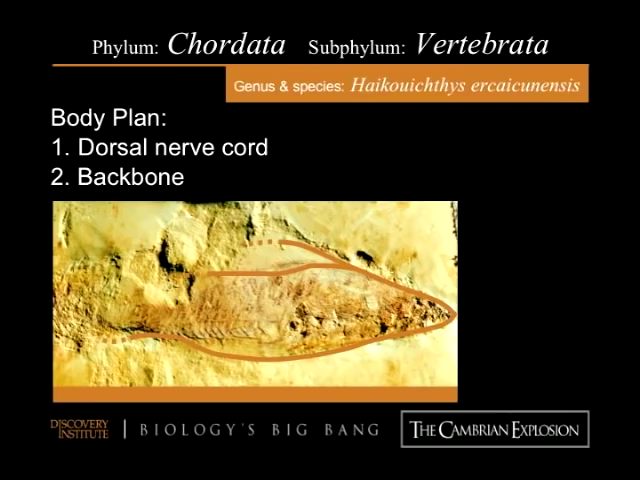 Phylum: Chordata Subphylum: Vertebrata
Genus & species: Haikouichthys ercaicunensis
Body Plan:
1. Dorsal nerve cord
2. Backbone
DISCOVERY
INSTITUTE
BIOLOGY'S BIG BANG
THE CAMBRIAN EXPLOSION